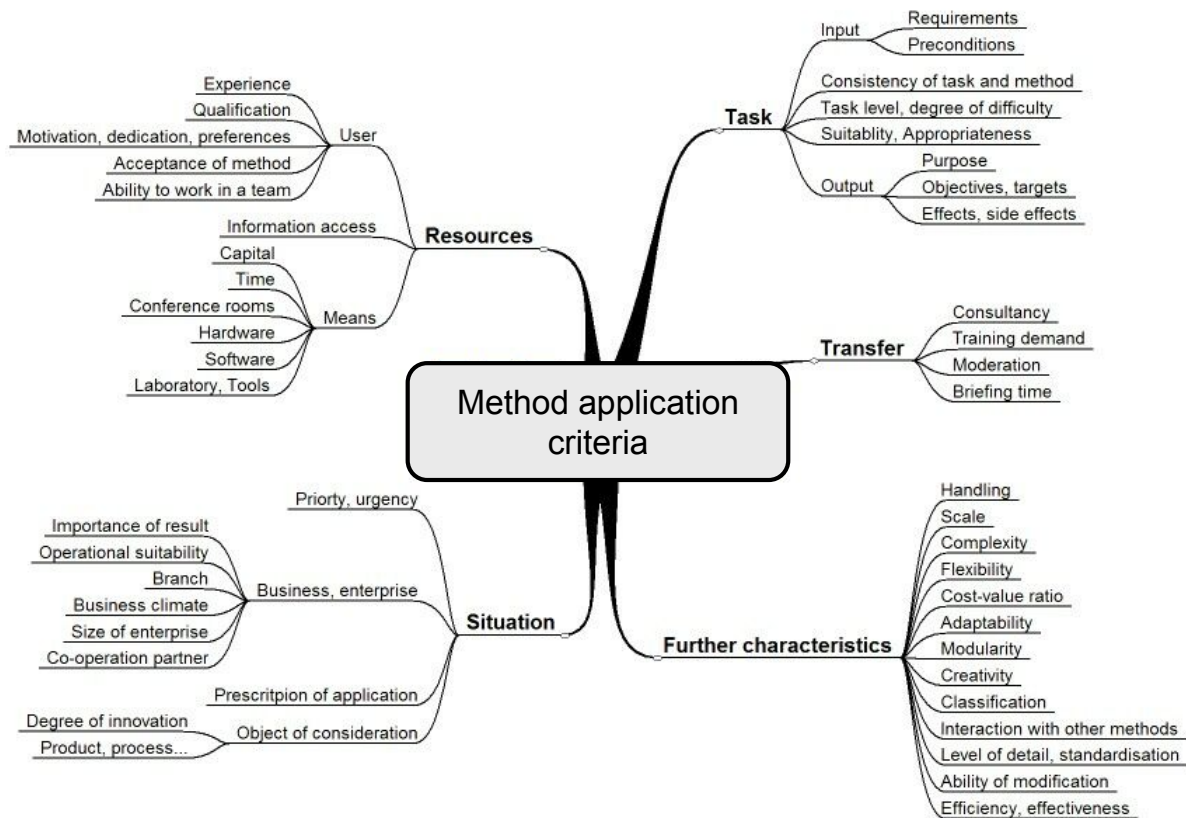 Method application
criteria
Task
Input
Requirements
Preconditions
Consistency of task and method
Task level, degree of difficulty
Suitablity, Appropriateness
Output
Purpose
Objectives, targets
Effects, side effects
Transfer
Consultancy
Training demand
Moderation
Briefing time
Further characteristics
Handling
Scale
Complexity
Flexibility
Cost-value ratio
Adaptability
Modularity
Creativity
Classification
Interaction with other methods
Level of detail, standardisation
Ability of modification
Efficiency, effectiveness
Resources
User
Experience
Qualification
Motivation, dedication, preferences
Acceptance of method
Ability to work in a team
Information access
Means
Capital
Time
Conference rooms
Hardware
Software
Laboratory, Tools
Situation
Priorty, urgency
Business, enterprise
Importance of result
Operational suitability
Branch
Business climate
Size of enterprise
Co-operation partner
Prescritpion of application
Object of consideration
Degree of innovation
Product, process...